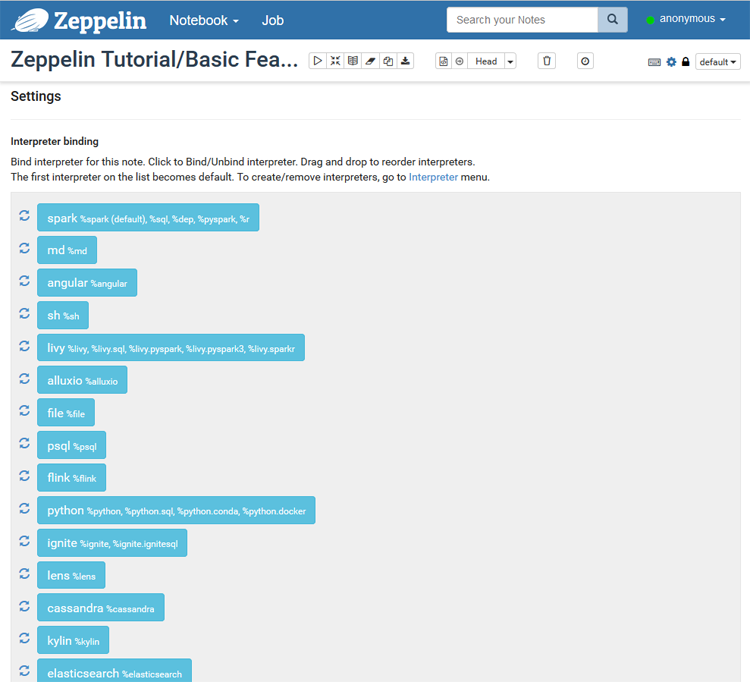 Zeppelin Notebook Job Search your Notes anonymous
Zeppelin Tutorial/Basic Fea... Head default
Settings
Interpreter binding
Bind interpreter for this note. Click to Bind/Unbind interpreter. Drag and drop to reorder interpreters.
The first interpreter on the list becomes default. To create/remove interpreters, go to Interpreter menu.
spark %spark (default), %sql, %dep, %pyspark, %r
md %md
angular %angular
sh %sh
livy %livy, %livy.sql, %livy.pyspark, %livy.pyspark3, %livy.sparkr
alluxio %alluxio
file %file
psql %psql
flink %flink
python %python, %python.sql, %python.conda, %python.docker
ignite %ignite, %ignite.ignitesql
lens %lens
cassandra %cassandra
kylin %kylin
elasticsearch %elasticsearch